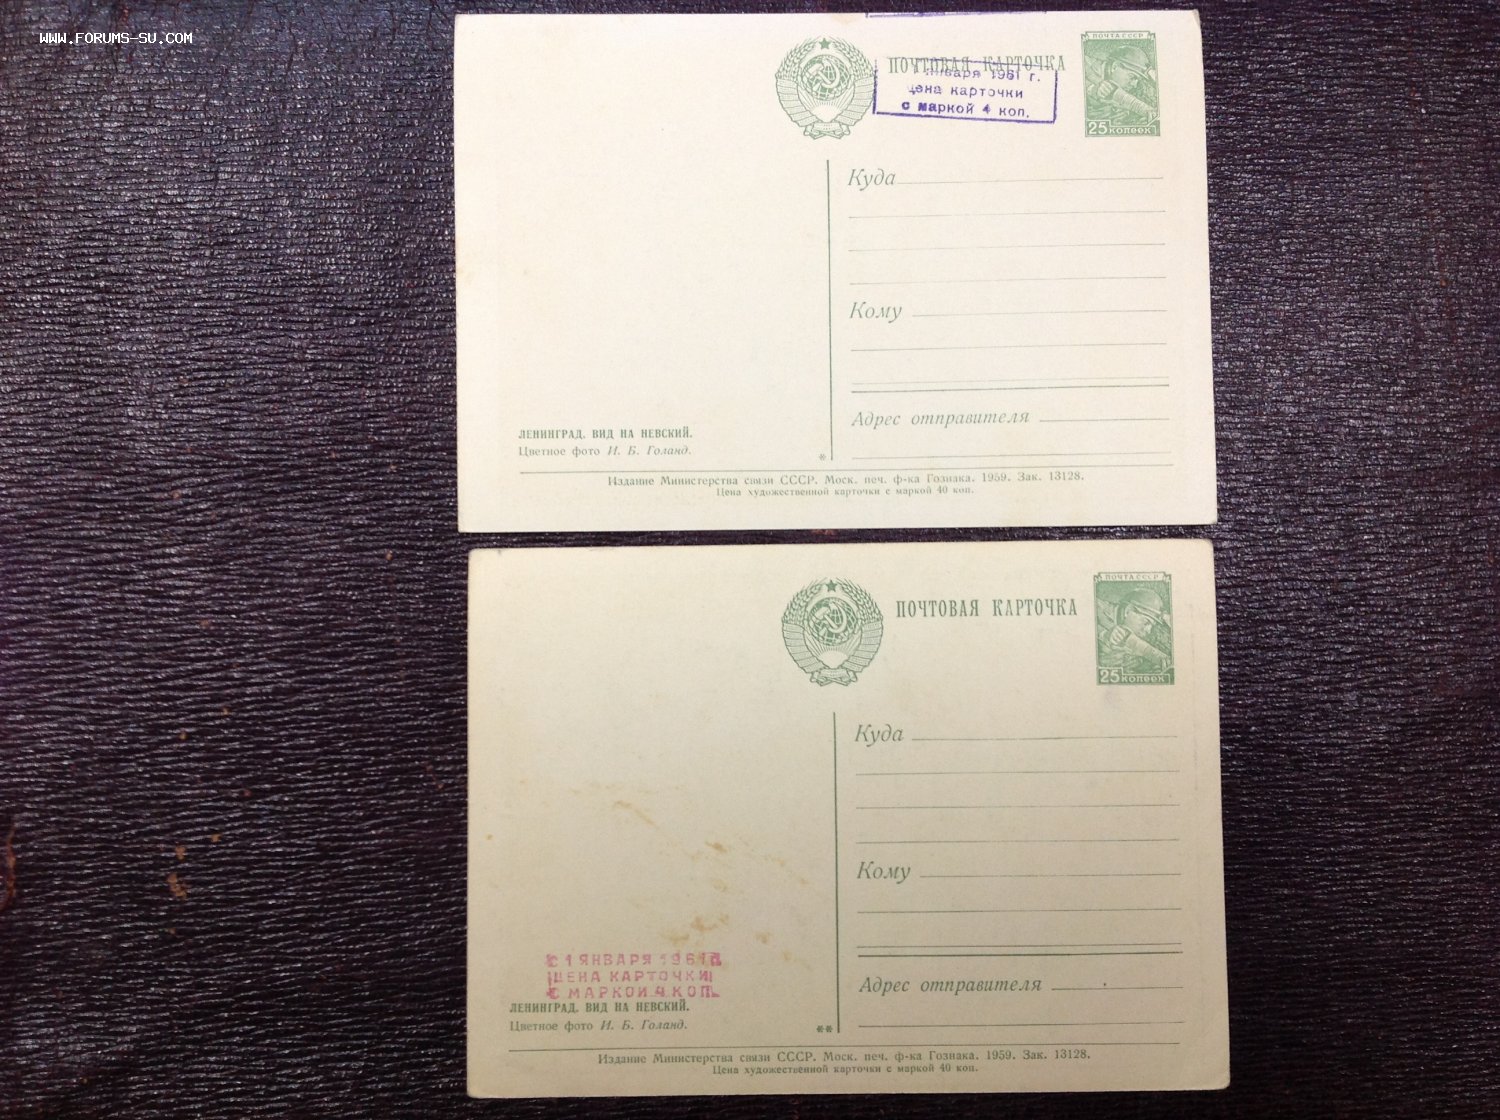 WWW.FORUMS-SU.COM
ПОЧТА СССР
ПОЧТОВАЯ КАРТОЧКА
января 1961 г.
цена карточки
с маркой 4 коп.
25 КОПЕЕК
Куда
Кому
Адрес отправителя
ЛЕНИНГРАД. ВИД НА НЕВСКИЙ.
Цветное фото И. Б. Голанд.
*
Издание Министерства связи СССР. Моск. печ. ф-ка Гознака. 1959. Зак. 13128.
Цена художественной карточки с маркой 40 коп.
ПОЧТА СССР
ПОЧТОВАЯ КАРТОЧКА
25 КОПЕЕК
Куда
Кому
Адрес отправителя
С 1 ЯНВАРЯ 1961 Г.
ЦЕНА КАРТОЧКИ
С МАРКОЙ 4 КОП.
ЛЕНИНГРАД. ВИД НА НЕВСКИЙ.
Цветное фото И. Б. Голанд.
**
Издание Министерства связи СССР. Моск. печ. ф-ка Гознака. 1959. Зак. 13128.
Цена художественной карточки с маркой 40 коп.